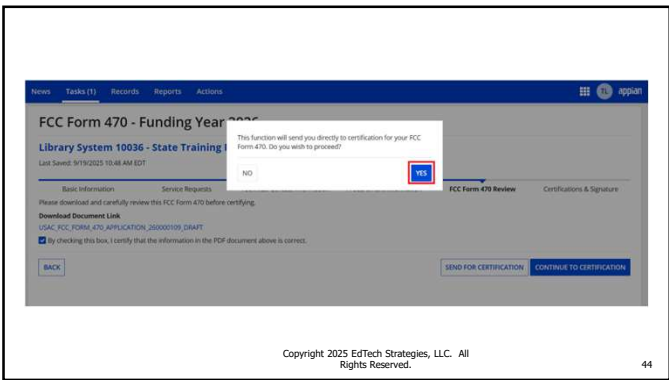 News Tasks (1) Records Reports Actions TL appian
FCC Form 470 - Funding Year
Library System 10036 - State Training
Last Saved: 9/19/2025 10:48 AM EDT
This function will send you directly to certification for your FCC
Form 470. Do you wish to proceed?
NO YES
Basic Information Service Requests FCC Form 470 Review Certifications & Signature
Please download and carefully review this FCC Form 470 before certifying.
Download Document Link
USAC_FCC_FORM_470_APPLICATION_260000109_DRAFT
By checking this box, I certify that the information in the PDF document above is correct.
BACK SEND FOR CERTIFICATION CONTINUE TO CERTIFICATION
Copyright 2025 EdTech Strategies, LLC. All
Rights Reserved.
44